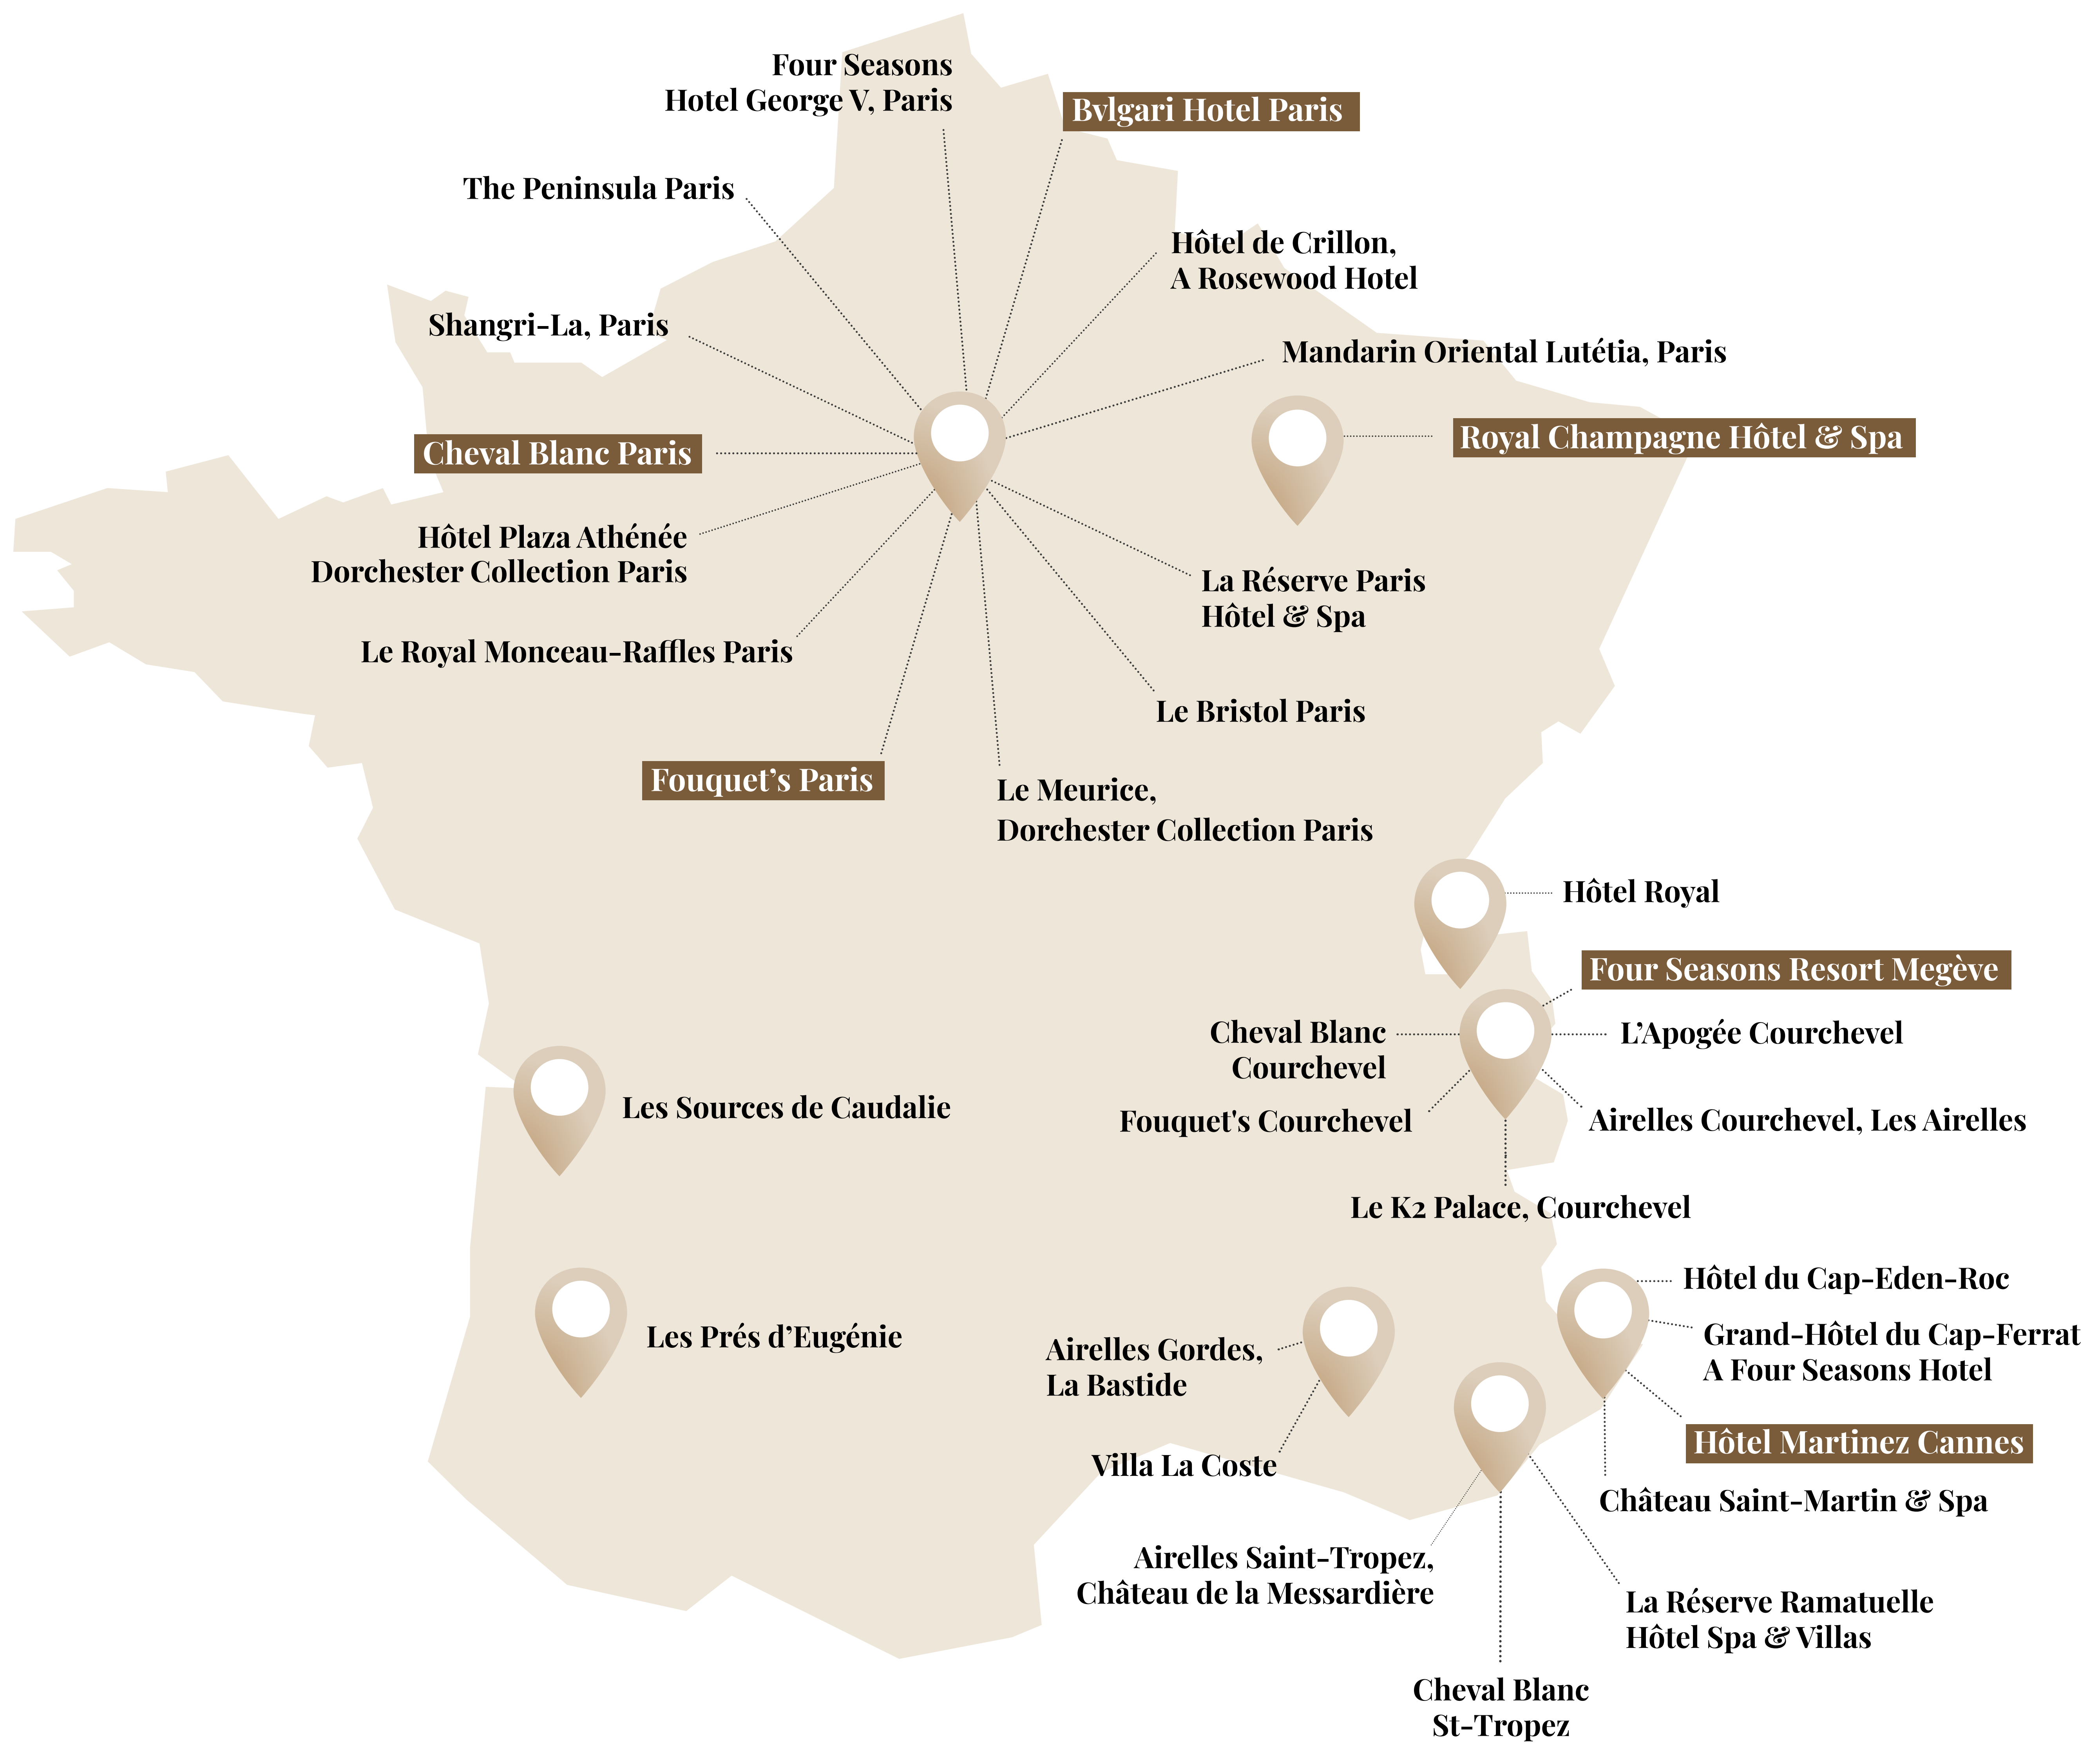 Four Seasons
Hotel George V, Paris
Bvlgari Hotel Paris
The Peninsula Paris
Hôtel de Crillon,
A Rosewood Hotel
Shangri-La, Paris
Mandarin Oriental Lutétia, Paris
Cheval Blanc Paris
Royal Champagne Hôtel & Spa
Hôtel Plaza Athénée
Dorchester Collection Paris
La Réserve Paris
Hôtel & Spa
Le Royal Monceau-Raffles Paris
Le Bristol Paris
Fouquet’s Paris
Le Meurice,
Dorchester Collection Paris
Hôtel Royal
Four Seasons Resort Megève
Cheval Blanc
Courchevel
L’Apogée Courchevel
Les Sources de Caudalie
Fouquet's Courchevel
Airelles Courchevel, Les Airelles
Le K2 Palace, Courchevel
Hôtel du Cap-Eden-Roc
Les Prés d’Eugénie
Airelles Gordes,
La Bastide
Grand-Hôtel du Cap-Ferrat
A Four Seasons Hotel
Hôtel Martinez Cannes
Villa La Coste
Château Saint-Martin & Spa
Airelles Saint-Tropez,
Château de la Messardière
La Réserve Ramatuelle
Hôtel Spa & Villas
Cheval Blanc
St-Tropez